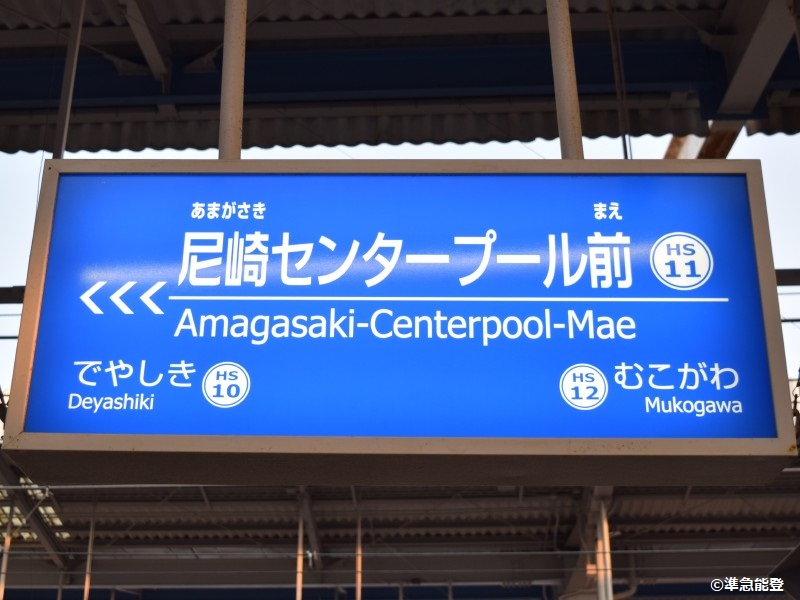 あまがさき まえ
尼崎センタープール前 HS 11
Amagasaki-Centerpool-Mae
でやしき HS 10
Deyashiki
HS 12 むこがわ
Mukogawa
©準急能登